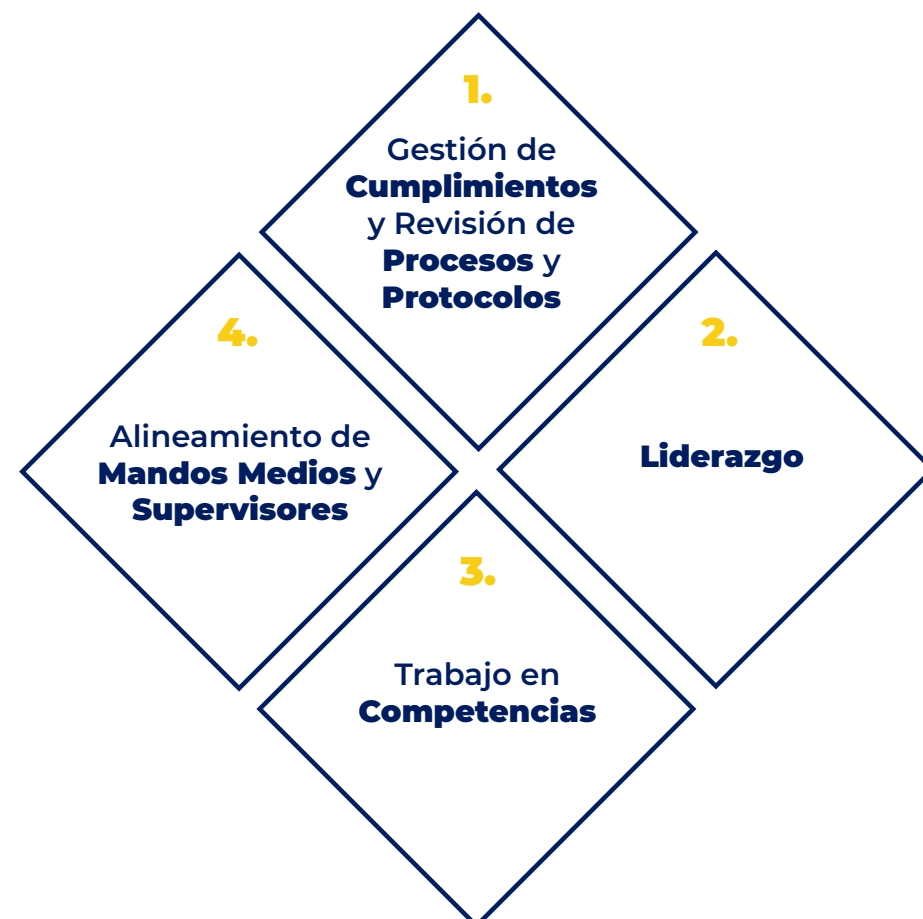 1.
Gestión de
Cumplimientos
y Revisión de
Procesos y
Protocolos
2.
Liderazgo
3.
Trabajo en
Competencias
4.
Alineamiento de
Mandos Medios y
Supervisores